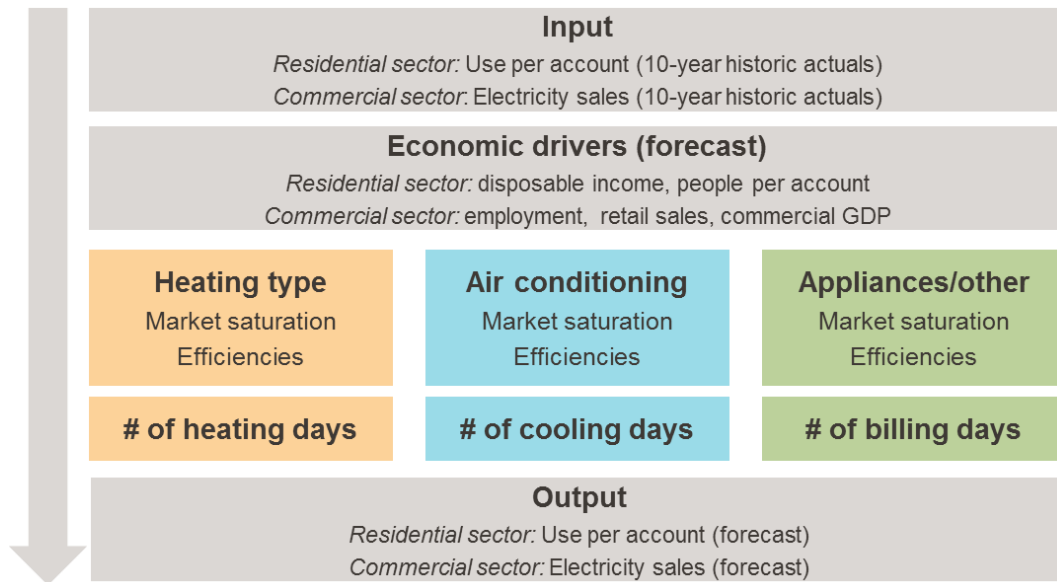 Input
Residential sector: Use per account (10-year historic actuals)
Commercial sector: Electricity sales (10-year historic actuals)
Economic drivers (forecast)
Residential sector: disposable income, people per account
Commercial sector: employment, retail sales, commercial GDP
Heating type
Market saturation
Efficiencies
# of heating days
Air conditioning
Market saturation
Efficiencies
# of cooling days
Appliances/other
Market saturation
Efficiencies
# of billing days
Output
Residential sector: Use per account (forecast)
Commercial sector: Electricity sales (forecast)